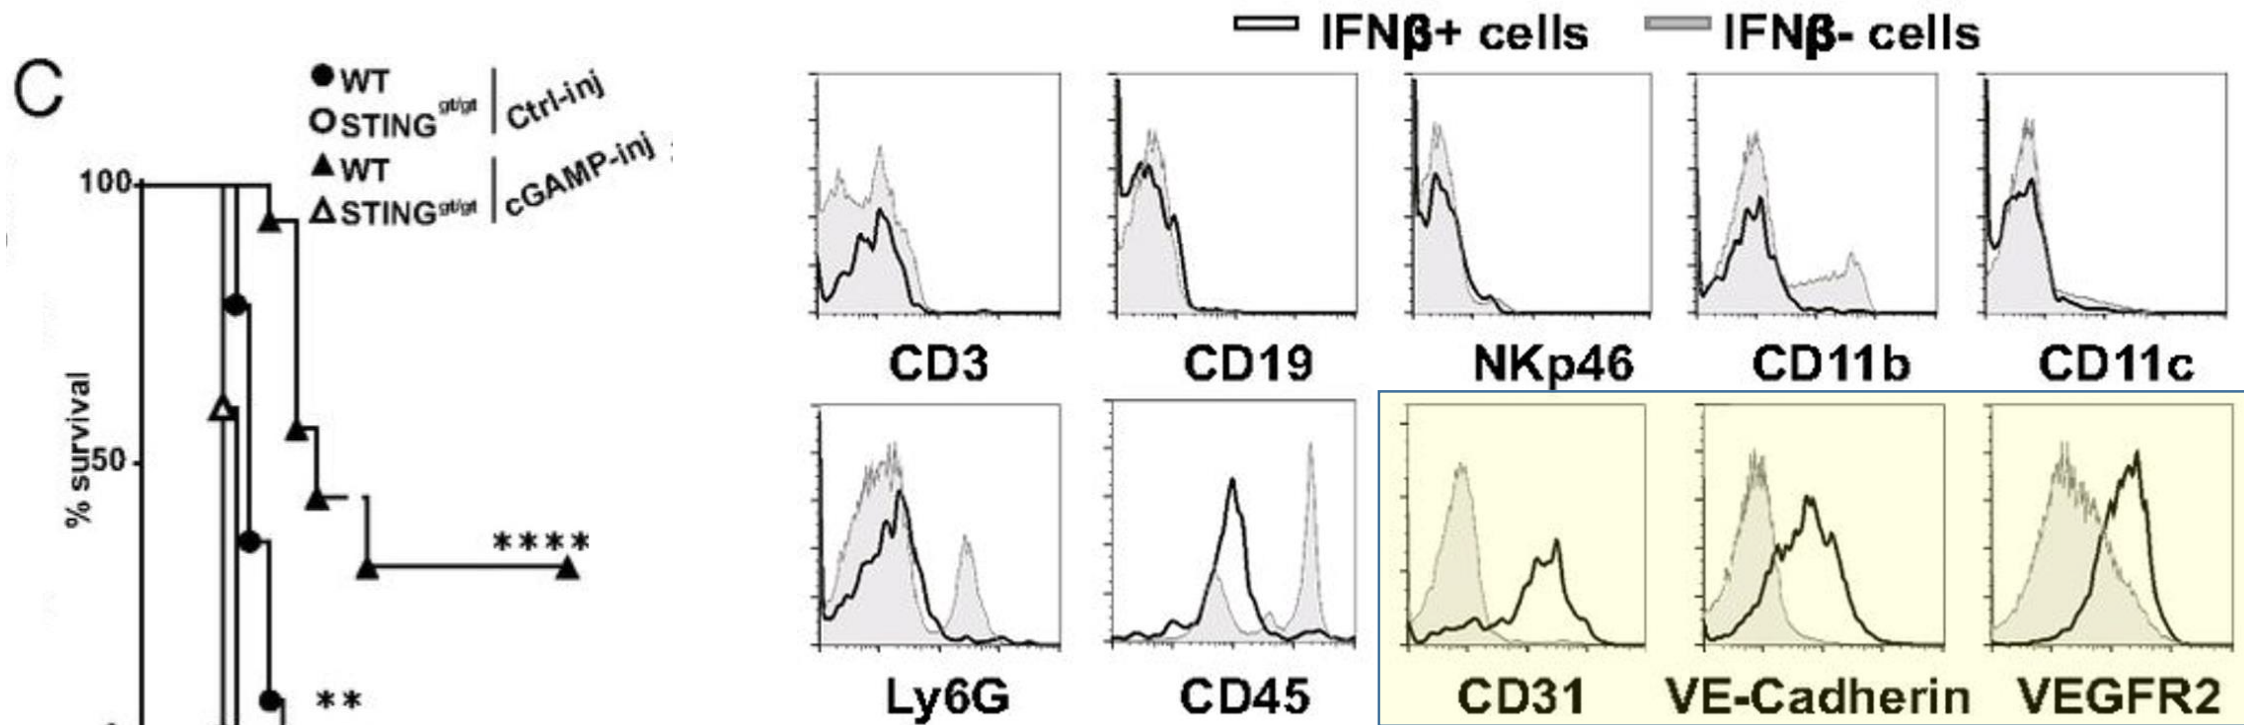 C
WT
STING gt/gt
Ctrl-inj
WT
STING gt/gt
cGAMP-inj
100
50
% survival
****
**
IFNβ+ cells
IFNβ- cells
CD3
CD19
NKp46
CD11b
CD11c
Ly6G
CD45
CD31
VE-Cadherin
VEGFR2